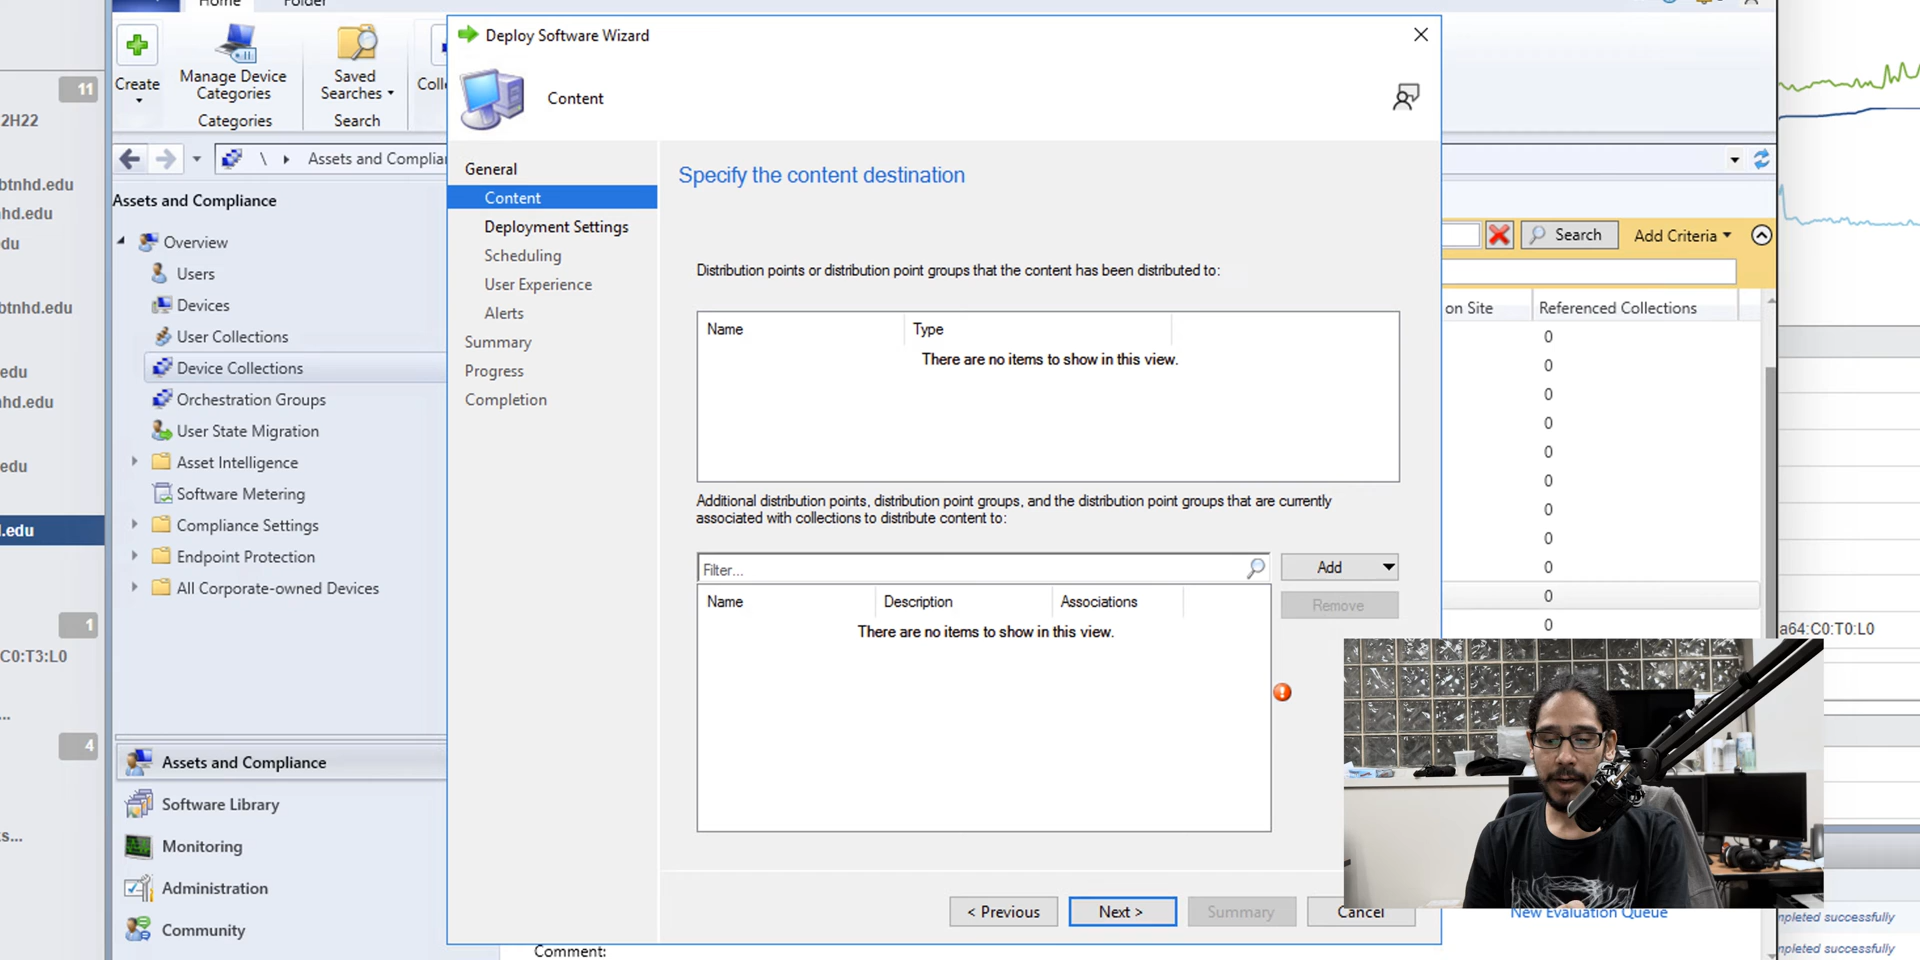 Home
Folder
Create
Manage Device
Categories
Categories
Saved
Searches
Search
Assets and Compliance
Overview
Users
Devices
User Collections
Device Collections
Orchestration Groups
User State Migration
Asset Intelligence
Software Metering
Compliance Settings
Endpoint Protection
All Corporate-owned Devices
Assets and Compliance
Software Library
Monitoring
Administration
Community
11
2H22
btnhd.edu
hd.edu
du
btnhd.edu
.edu
nhd.edu
edu
l.edu
1
C0:T3:L0
...
4
ks...
\ Assets and Complia
Deploy Software Wizard
Content
General
Content
Deployment Settings
Scheduling
User Experience
Alerts
Summary
Progress
Completion
Specify the content destination
Distribution points or distribution point groups that the content has been distributed to:
Name Type
There are no items to show in this view.
Additional distribution points, distribution point groups, and the distribution point groups that are currently
associated with collections to distribute content to:
Filter...
Add
Remove
Name Description Associations
There are no items to show in this view.
< Previous
Next >
Summary
Cancel
Comment:
Search
Add Criteria
on Site
Referenced Collections
0
0
0
0
0
0
0
0
0
0
0
a64:C0:T0:L0
New Evaluation Queue
mpleted successfully
mpleted successfully